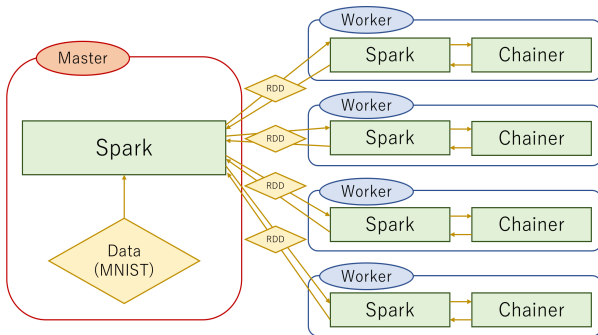 Master
Spark
Data
(MNIST)
RDD
RDD
RDD
RDD
Worker
Spark
Chainer
Worker
Spark
Chainer
Worker
Spark
Chainer
Worker
Spark
Chainer